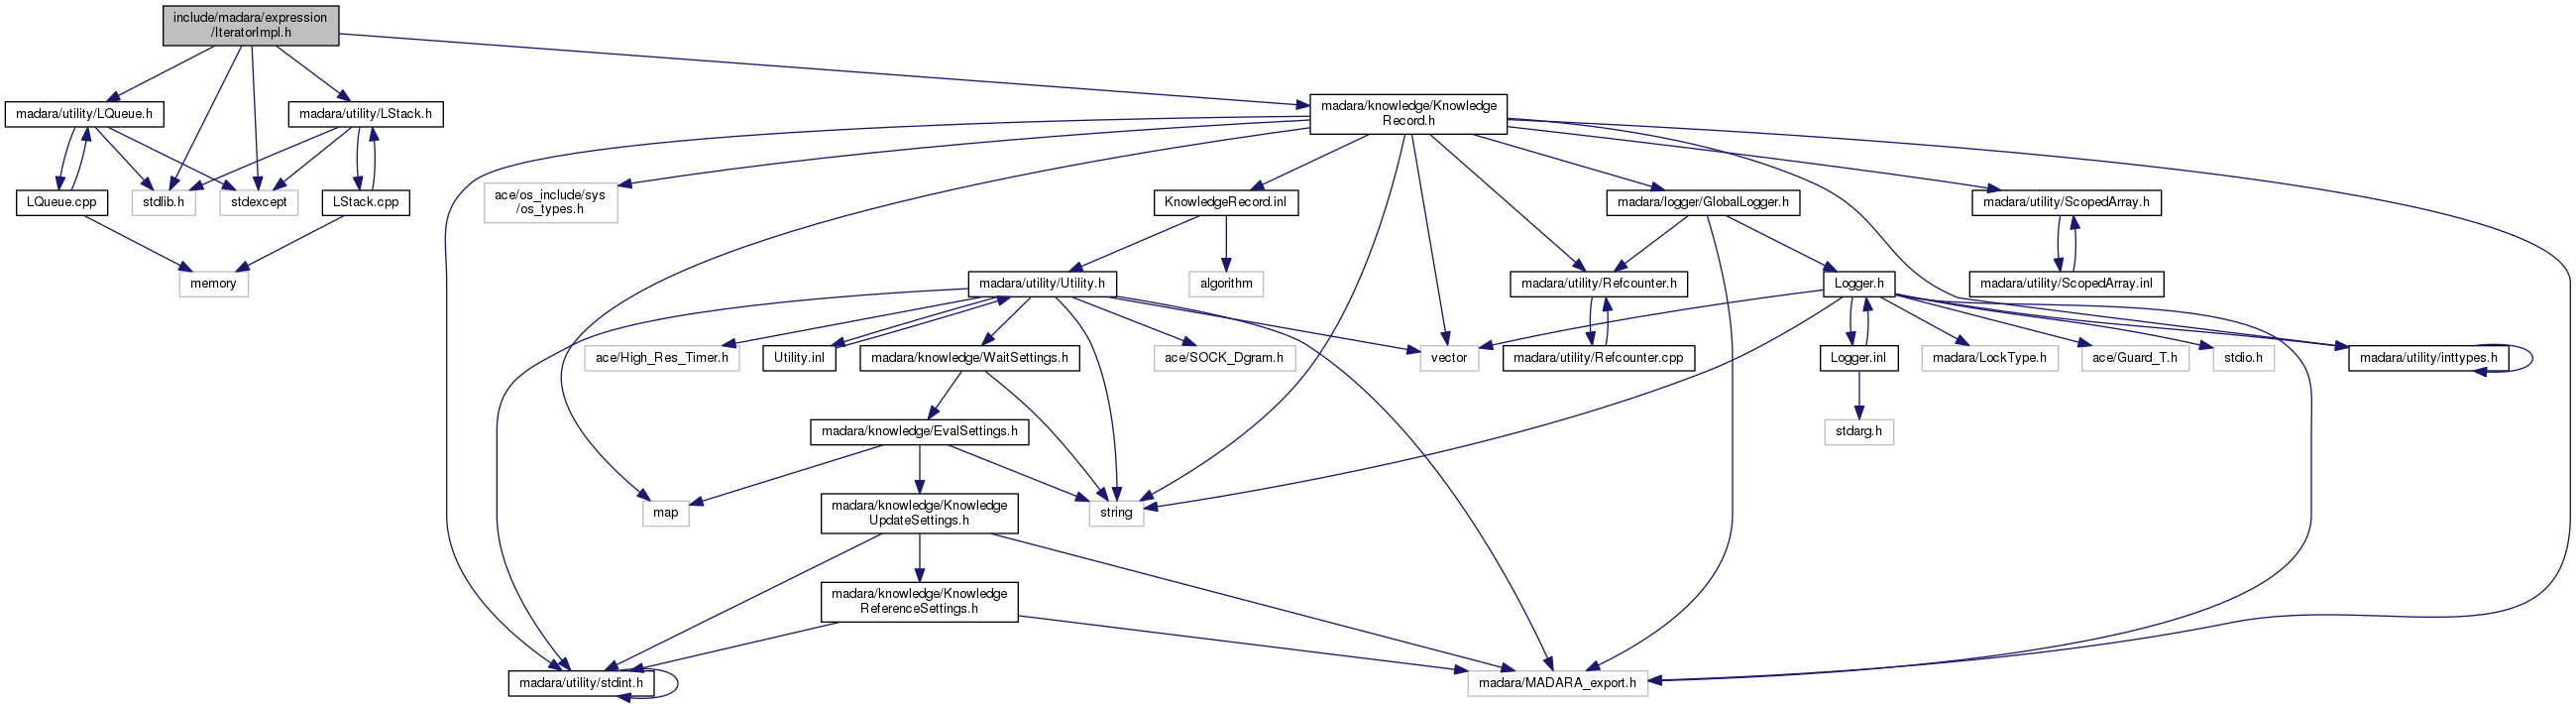 include/madara/expression
/IteratorImpl.h
madara/utility/LQueue.h
madara/utility/LStack.h
madara/knowledge/Knowledge
Record.h
LQueue.cpp
stdlib.h
stdexcept
LStack.cpp
ace/os_include/sys
/os_types.h
KnowledgeRecord.inl
madara/logger/GlobalLogger.h
madara/utility/ScopedArray.h
memory
madara/utility/Utility.h
algorithm
madara/utility/Refcounter.h
Logger.h
madara/utility/ScopedArray.inl
ace/High_Res_Timer.h
Utility.inl
madara/knowledge/WaitSettings.h
ace/SOCK_Dgram.h
vector
madara/utility/Refcounter.cpp
Logger.inl
madara/LockType.h
ace/Guard_T.h
stdio.h
madara/utility/inttypes.h
madara/knowledge/EvalSettings.h
stdarg.h
map
madara/knowledge/Knowledge
UpdateSettings.h
string
madara/knowledge/Knowledge
ReferenceSettings.h
madara/utility/stdint.h
madara/MADARA_export.h